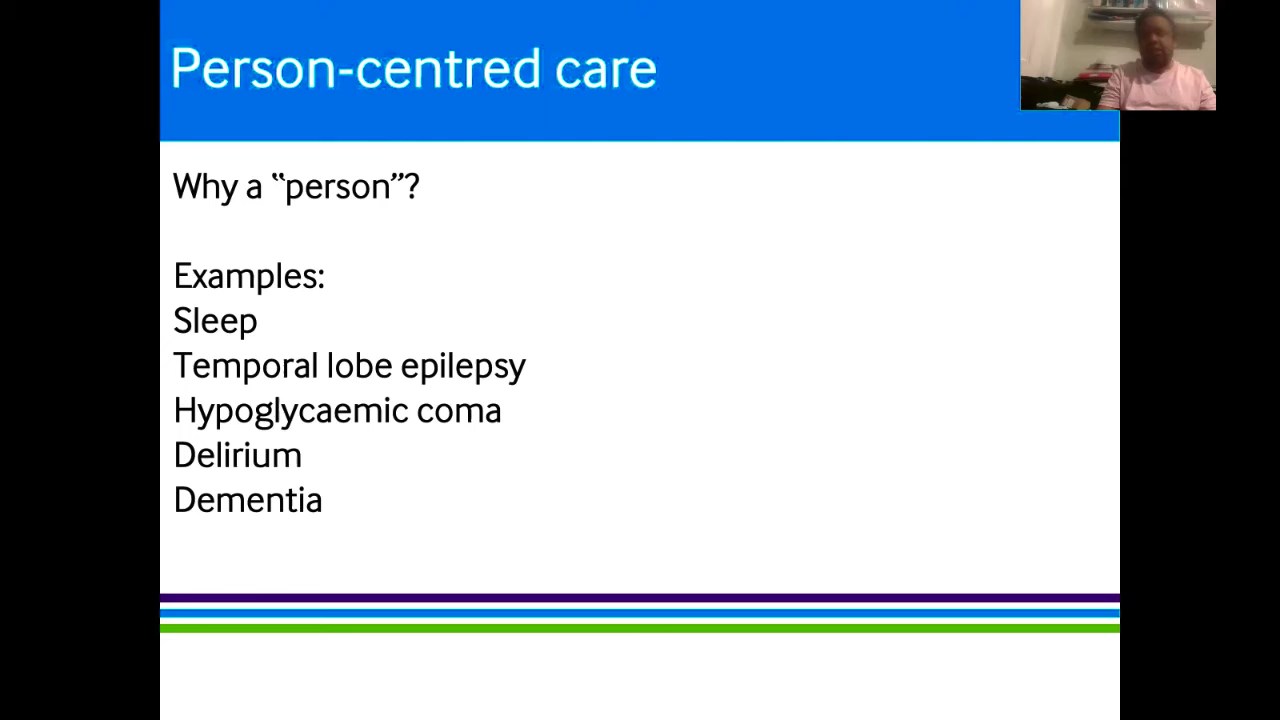 Person-centred care
Why a “person”?
Examples:
Sleep
Temporal lobe epilepsy
Hypoglycaemic coma
Delirium
Dementia